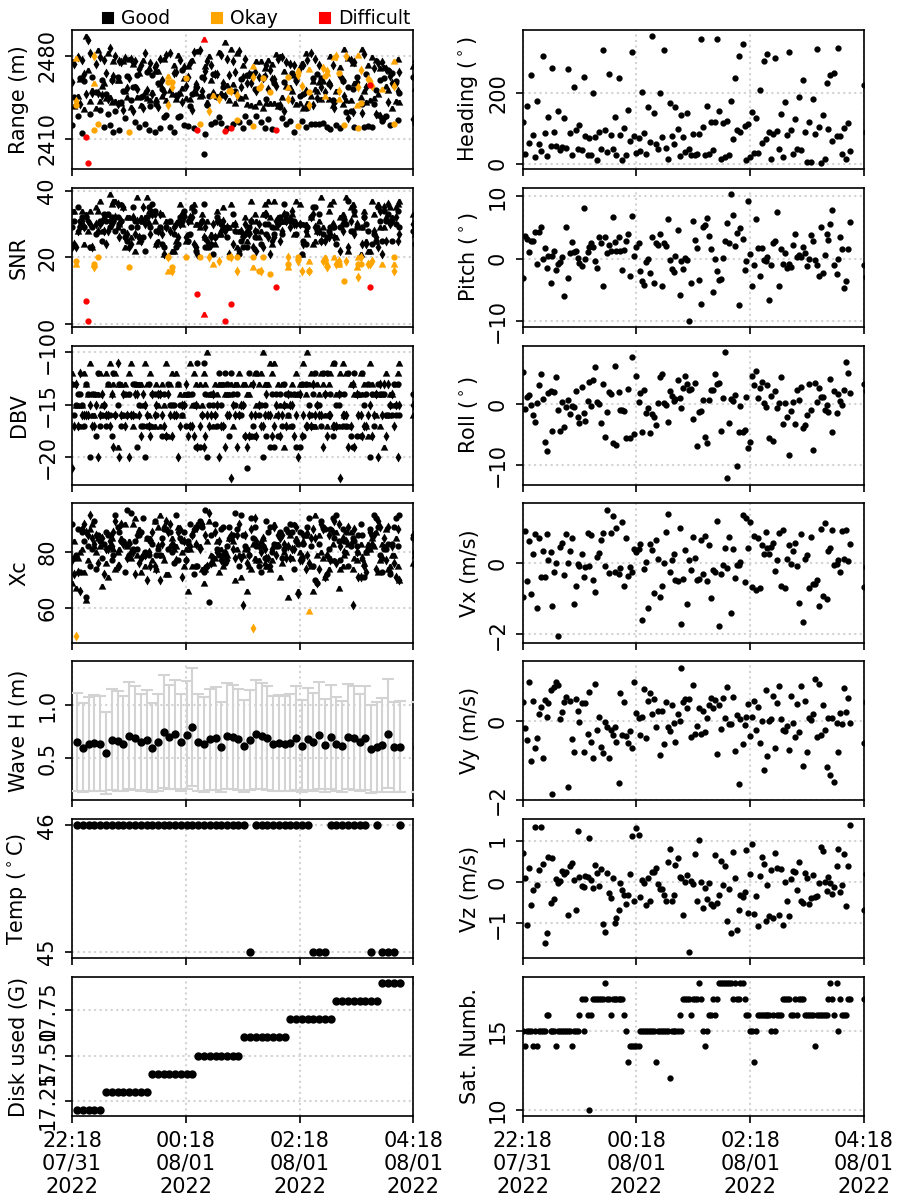 Good Okay Difficult
Range (m)
2480
2410
Heading (°)
200
0
SNR
40
20
0
Pitch (°)
10
0
−10
DBV
−10
−15
−20
Roll (°)
0
−10
Xc
80
60
Vx (m/s)
0
−2
Wave H (m)
1.0
0.5
Vy (m/s)
0
−2
Temp (°C)
46
45
Vz (m/s)
1
0
−1
Disk used (G)
17.75
17.50
17.25
Sat. Numb.
15
10
22:18 00:18 02:18 04:18
07/31 08/01 08/01 08/01
2022 2022 2022 2022
22:18 00:18 02:18 04:18
07/31 08/01 08/01 08/01
2022 2022 2022 2022